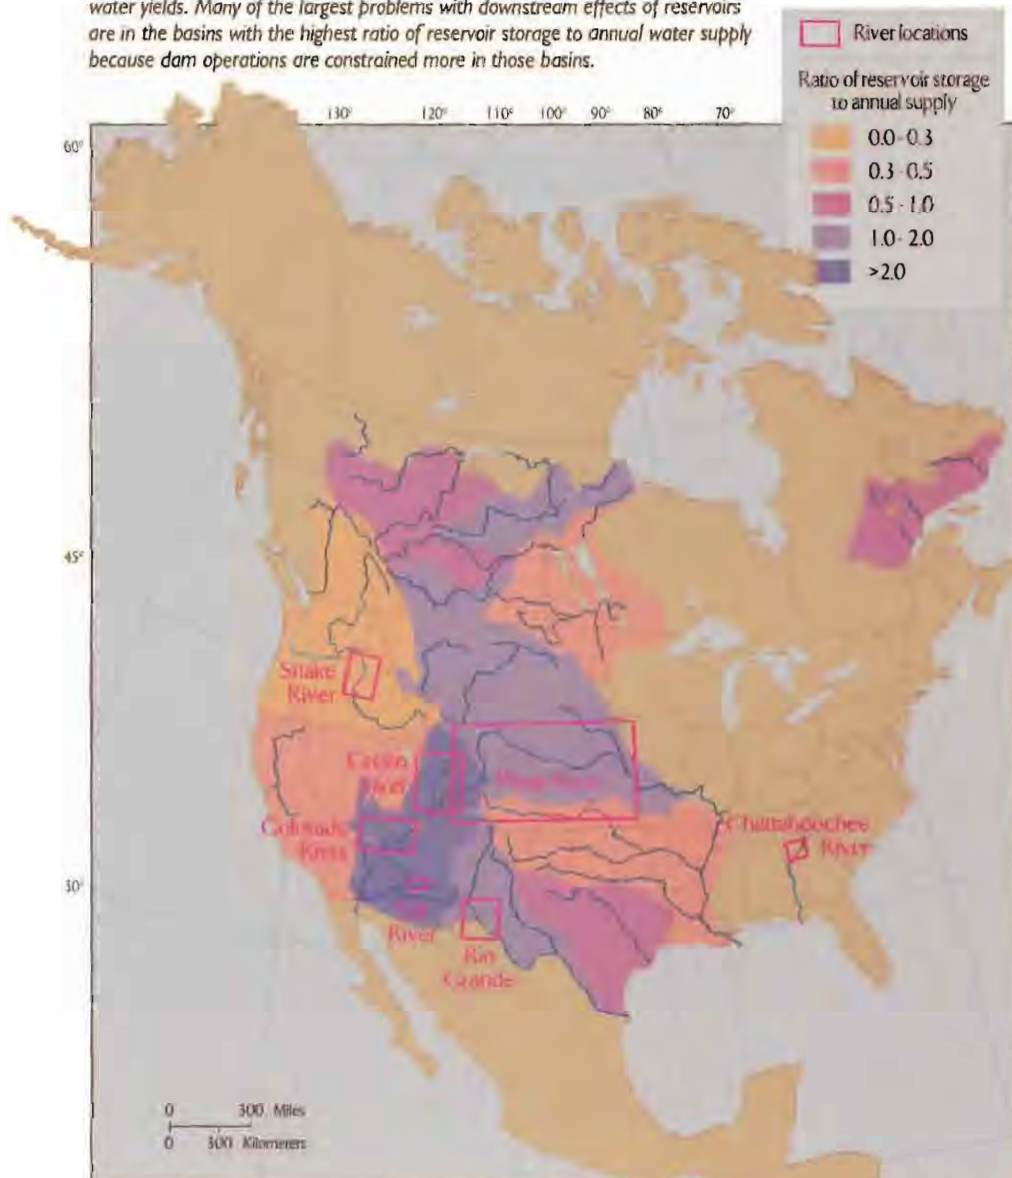 water yields. Many of the largest problems with downstream effects of reservoirs
are in the basins with the highest ratio of reservoir storage to annual water supply
because dam operations are constrained more in those basins.
River locations
Ratio of reservoir storage
to annual supply
0.0 - 0.3
0.3 - 0.5
0.5 - 1.0
1.0 - 2.0
>2.0
130° 120° 110° 100° 90° 80° 70°
60°
45°
30°
Snake
River
Green
River
Colorado
River
River
Rio
Grande
Chattahoochee
River
0 300 Miles
0 300 Kilometers